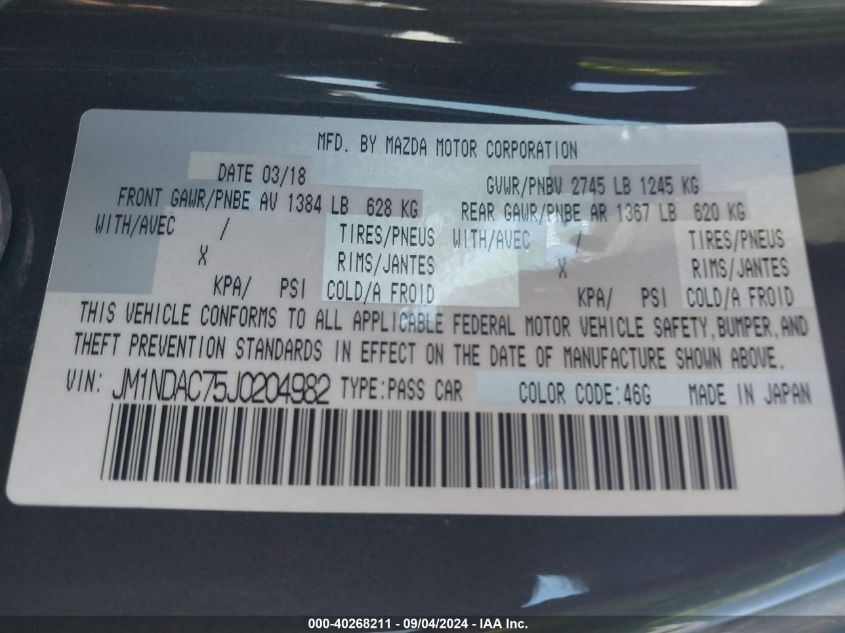 MFD. BY MAZDA MOTOR CORPORATION
DATE 03/18 GVWR/PNBV 2745 LB 1245 KG
FRONT GAWR/PNBE AV 1384 LB 628 KG REAR GAWR/PNBE AR 1367 LB 620 KG
WITH/AVEC / TIRES/PNEUS WITH/AVEC / TIRES/PNEUS
X RIMS/JANTES X RIMS/JANTES
KPA/ PSI COLD/A FROID KPA/ PSI COLD/A FROID
THIS VEHICLE CONFORMS TO ALL APPLICABLE FEDERAL MOTOR VEHICLE SAFETY,BUMPER,AND
THEFT PREVENTION STANDARDS IN EFFECT ON THE DATE OF MANUFACTURE SHOWN ABOVE.
VIN: JM1NDAC75J0204982 TYPE:PASS CAR COLOR CODE:46G MADE IN JAPAN
000-40268211 - 09/04/2024 - IAA Inc.